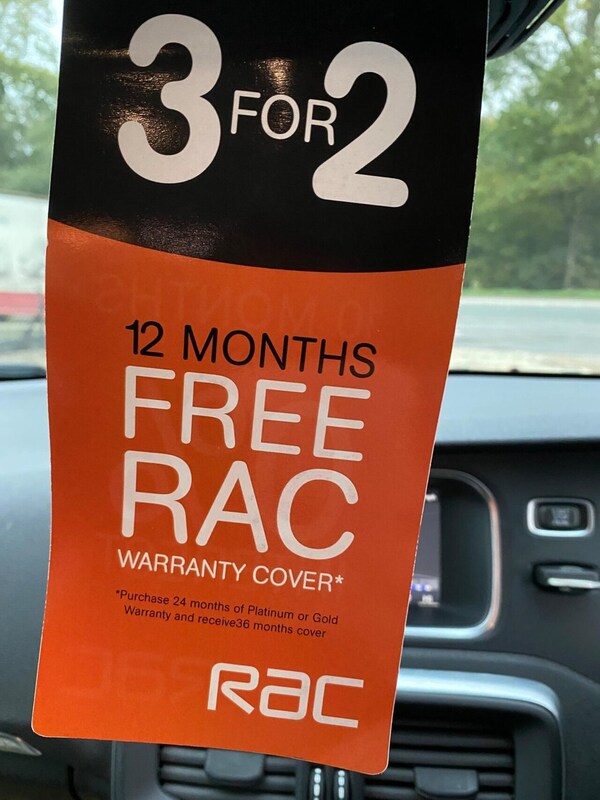 3 FOR 2
12 MONTHS
FREE
RAC
WARRANTY COVER*
*Purchase 24 months of Platinum or Gold
Warranty and receive36 months cover
Rac